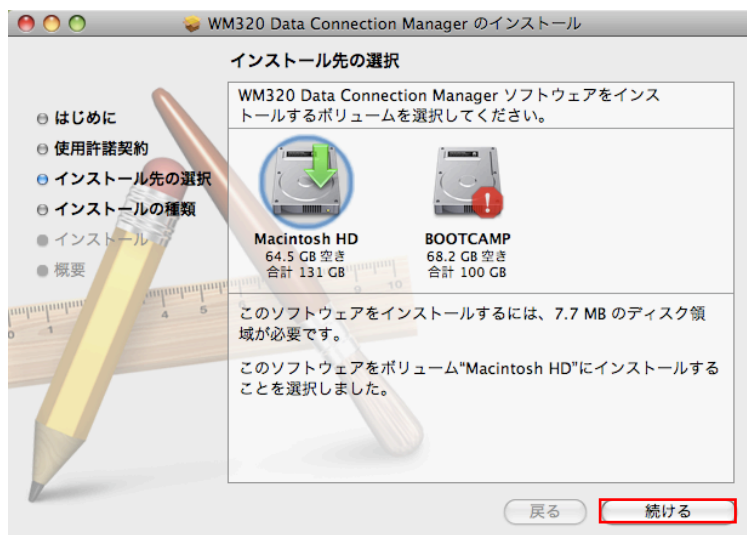 WM320 Data Connection Manager のインストール
インストール先の選択
はじめに
使用許諾契約
インストール先の選択
インストールの種類
インストール
概要
WM320 Data Connection Manager ソフトウェアをインス
トールするボリュームを選択してください。
Macintosh HD
64.5 GB 空き
合計 131 GB
BOOTCAMP
68.2 GB 空き
合計 100 GB
このソフトウェアをインストールするには、7.7 MB のディスク領
域が必要です。
このソフトウェアをボリューム“Macintosh HD”にインストールする
ことを選択しました。
戻る
続ける